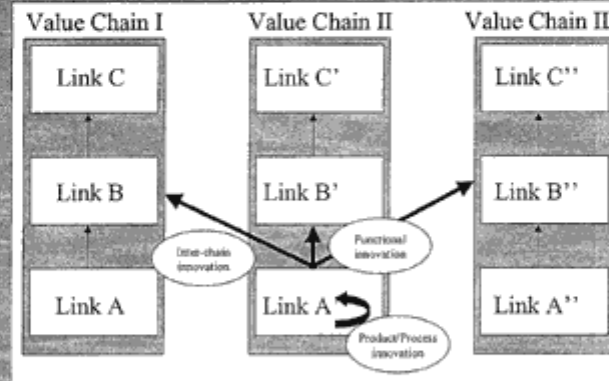 Value Chain I
Value Chain II
Value Chain II
Link C
Link C'
Link C''
Link B
Link B'
Link B''
Inter-chain
innovation
Functional
innovation
Link A
Link A'
Link A''
Product/Process
innovation